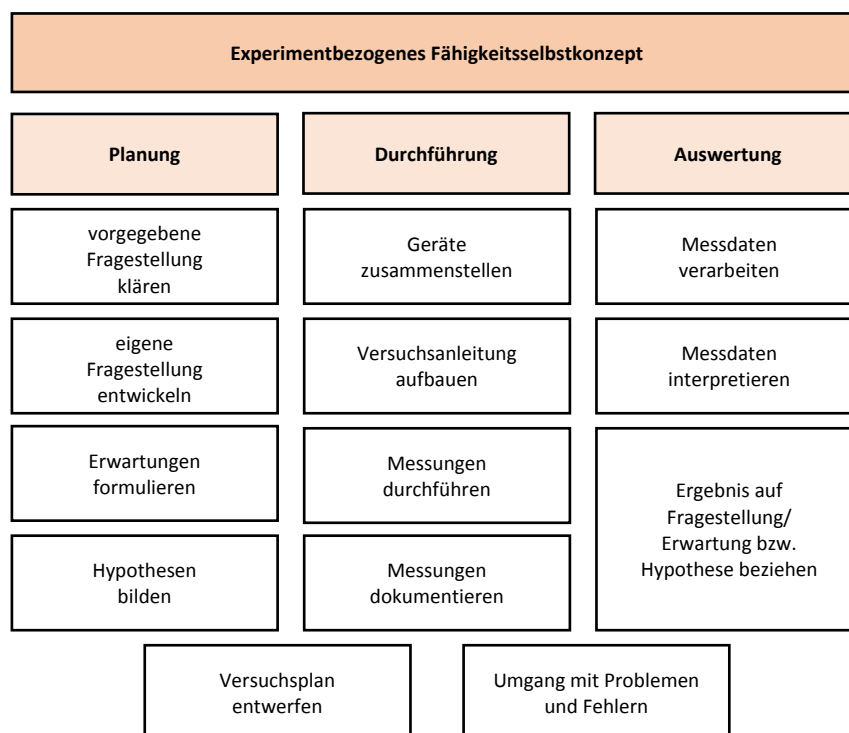 Experimentbezogenes Fähigkeitsselbstkonzept
Planung
Durchführung
Auswertung
vorgegebene
Fragestellung
klären
Geräte
zusammenstellen
Messdaten
verarbeiten
eigene
Fragestellung
entwickeln
Versuchsanleitung
aufbauen
Messdaten
interpretieren
Erwartungen
formulieren
Messungen
durchführen
Ergebnis auf
Fragestellung/
Erwartung bzw.
Hypothese beziehen
Hypothesen
bilden
Messungen
dokumentieren
Versuchsplan
entwerfen
Umgang mit Problemen
und Fehlern